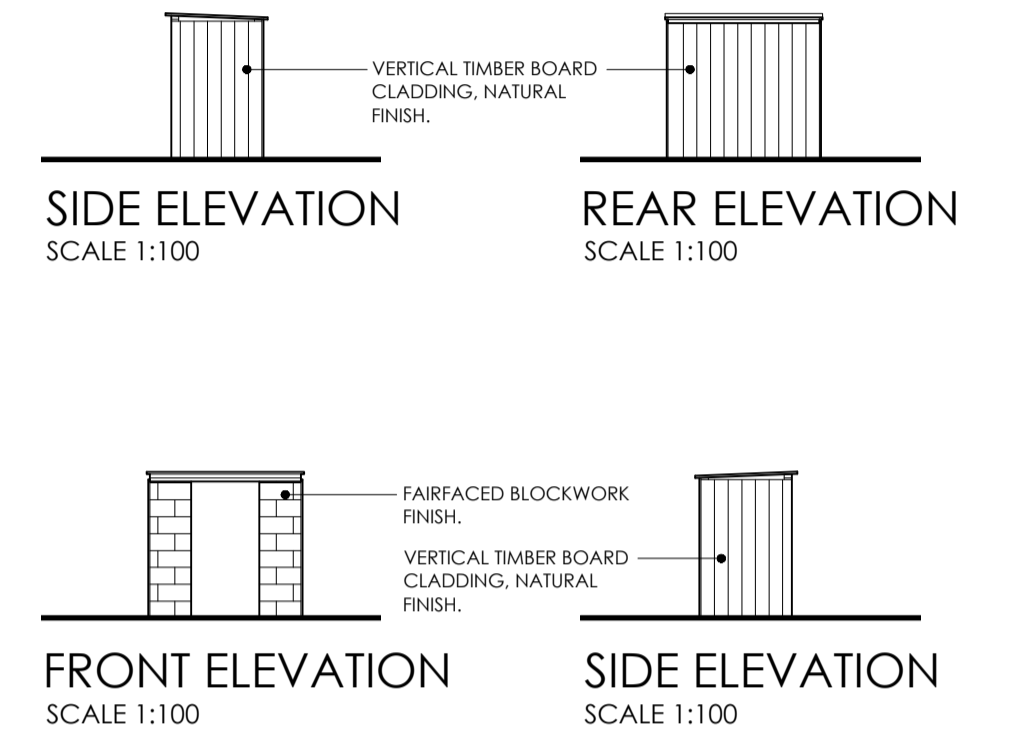 VERTICAL TIMBER BOARD
CLADDING, NATURAL
FINISH.
SIDE ELEVATION
SCALE 1:100
REAR ELEVATION
SCALE 1:100
FAIRFACED BLOCKWORK
FINISH.
VERTICAL TIMBER BOARD
CLADDING, NATURAL
FINISH.
FRONT ELEVATION
SCALE 1:100
SIDE ELEVATION
SCALE 1:100